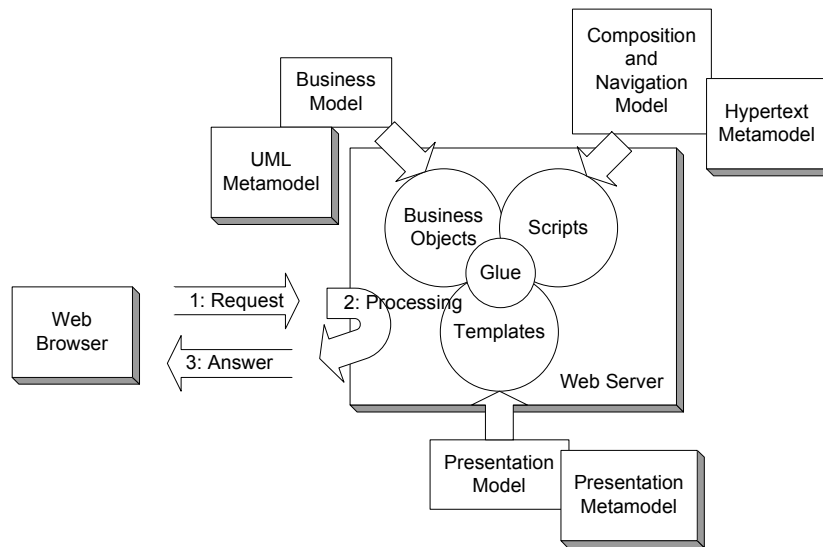 Composition
and
Navigation
Model
Business
Model
Hypertext
Metamodel
UML
Metamodel
Business
Objects
Scripts
Glue
1: Request
2: Processing
Web
Browser
Templates
3: Answer
Web Server
Presentation
Model
Presentation
Metamodel